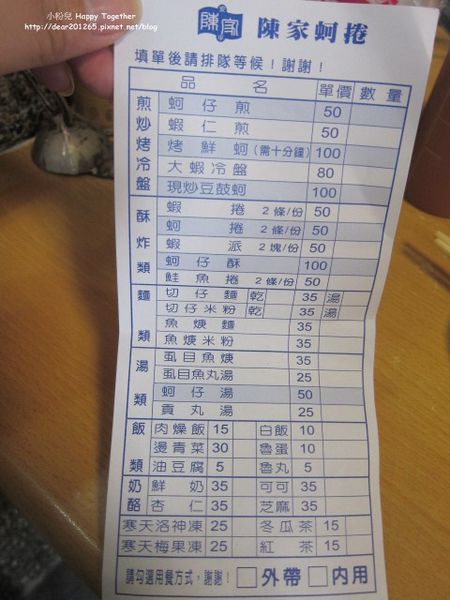 小粉兒 Happy Together
http://dear201265.pixnet.net/blog
陳家 陳家蚵捲
填單後請排隊等候！謝謝！
品名 單價 數量
煎炒烤冷盤
蚵仔煎 50
蝦仁煎 50
烤鮮蚵(需十分鐘) 100
大蝦冷盤 80
現炒豆鼓蚵 100
酥炸類
蝦捲 2條/份 50
蚵捲 2條/份 50
蝦派 2塊/份 50
蚵仔酥 100
鮭魚捲 2條/份 50
麵類
切仔麵 乾 35 湯
切仔米粉 乾 35 湯
魚焿麵 35
魚焿米粉 35
湯類
虱目魚焿 35
虱目魚丸湯 25
蚵仔湯 50
貢丸湯 25
飯類
肉燥飯 15 白飯 10
燙青菜 30 魯蛋 10
油豆腐 5 魯丸 5
奶酪
鮮奶 35 可可 35
杏仁 35 芝麻 35
寒天洛神凍 25 冬瓜茶 15
寒天梅果凍 25 紅茶 15
請勾選用餐方式，謝謝！ □外帶 □內用